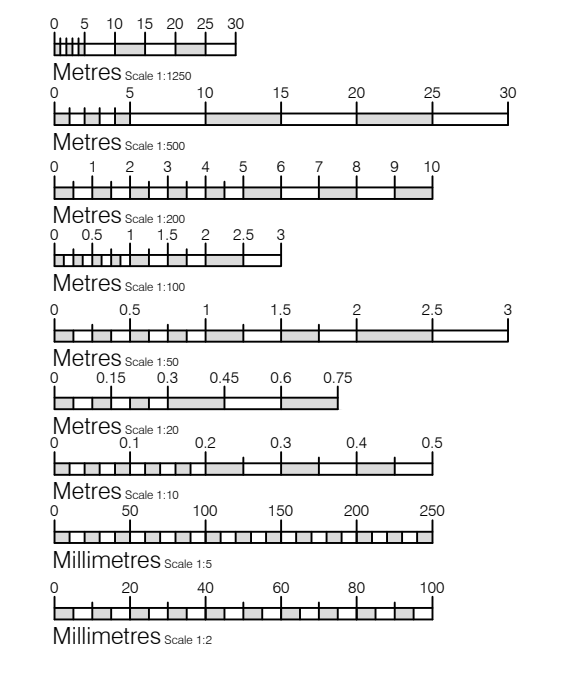 0 5 10 15 20 25 30
Metres Scale 1:1250
0 5 10 15 20 25 30
Metres Scale 1:500
0 1 2 3 4 5 6 7 8 9 10
Metres Scale 1:200
0 0.5 1 1.5 2 2.5 3
Metres Scale 1:100
0 0.5 1 1.5 2 2.5 3
Metres Scale 1:50
0 0.15 0.3 0.45 0.6 0.75
Metres Scale 1:20
0 0.1 0.2 0.3 0.4 0.5
Metres Scale 1:10
0 50 100 150 200 250
Millimetres Scale 1:5
0 20 40 60 80 100
Millimetres Scale 1:2